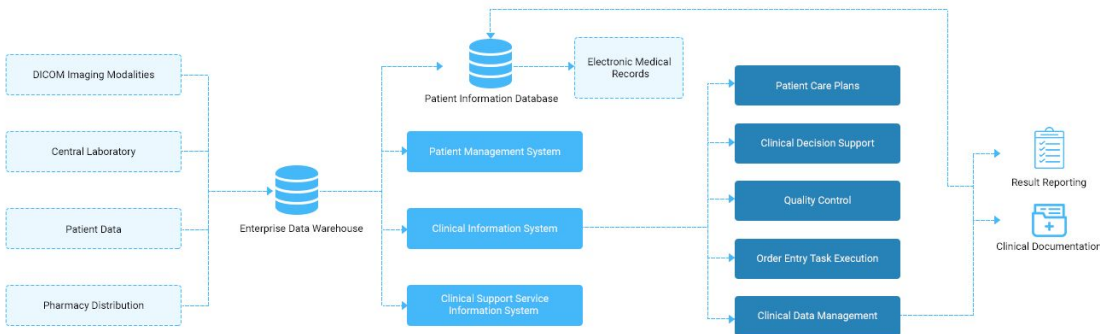 DICOM Imaging Modalities
Central Laboratory
Patient Data
Pharmacy Distribution
Enterprise Data Warehouse
Patient Information Database
Electronic Medical
Records
Patient Management System
Clinical Information System
Clinical Support Service
Information System
Patient Care Plans
Clinical Decision Support
Quality Control
Order Entry Task Execution
Clinical Data Management
Result Reporting
Clinical Documentation